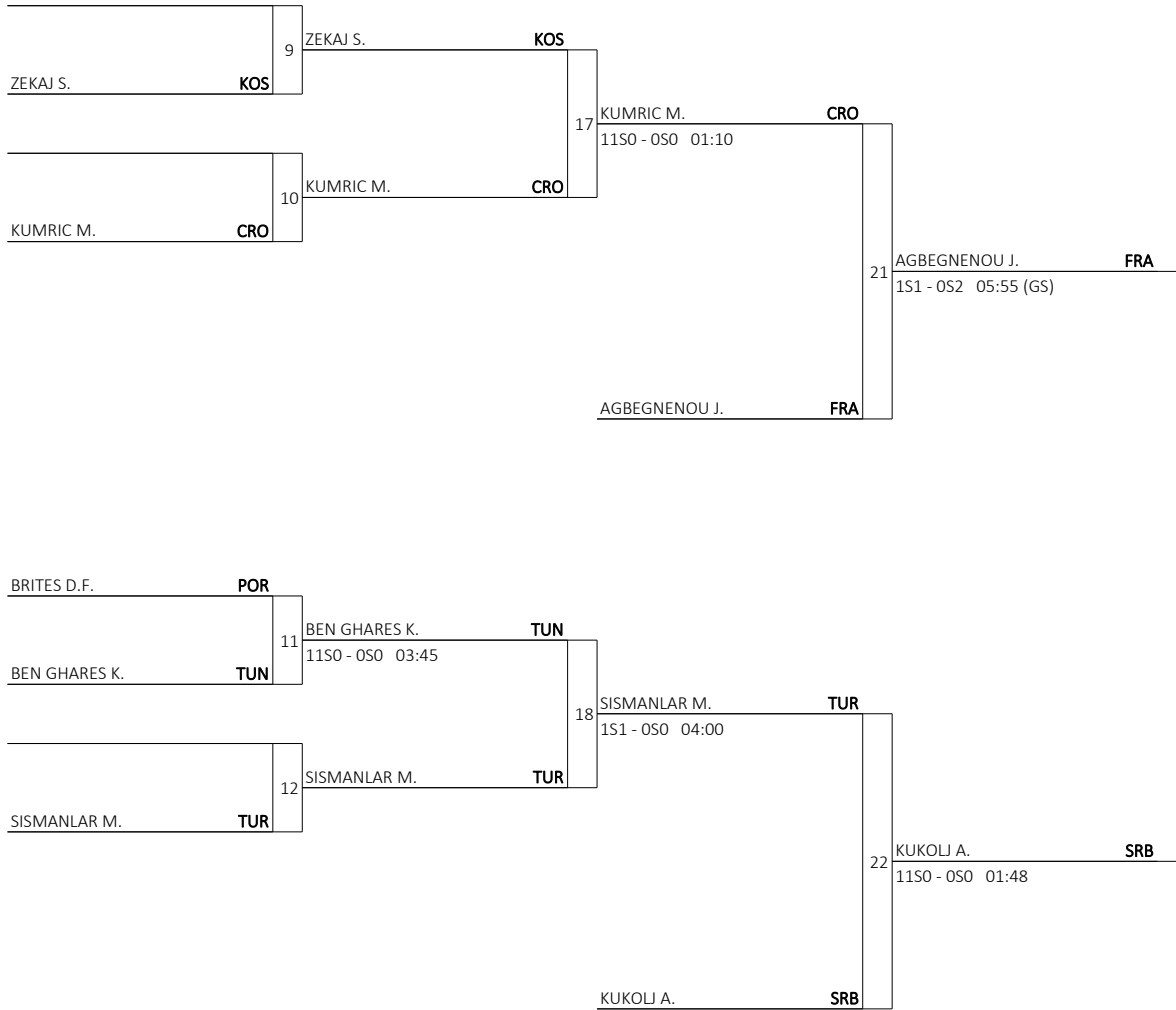 ZEKAJ S. KOS
9
ZEKAJ S. KOS
KUMRIC M. CRO
17
11S0 - 0S0 01:10
10
KUMRIC M. CRO
KUMRIC M. CRO
AGBEGNENOU J. FRA
21
1S1 - 0S2 05:55 (GS)
AGBEGNENOU J. FRA
BRITES D.F. POR
BEN GHARES K. TUN
11
11S0 - 0S0 03:45
BEN GHARES K. TUN
SISMANLAR M. TUR
18
1S1 - 0S0 04:00
SISMANLAR M. TUR
12
SISMANLAR M. TUR
KUKOLJ A. SRB
22
11S0 - 0S0 01:48
KUKOLJ A. SRB